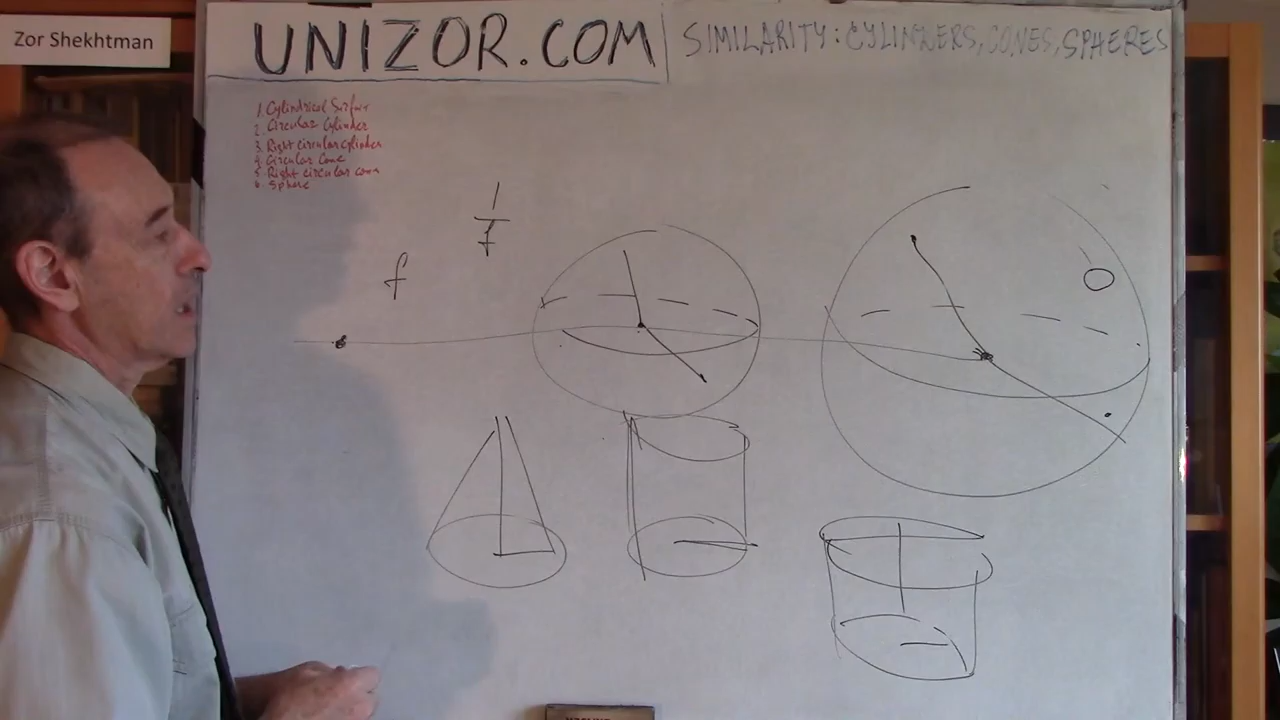 Zor Shekhtman
UNIZOR.COM
SIMILARITY: CYLINDERS, CONES, SPHERES
1. Cylindrical Surface
2. Circular Cylinder
3. Right circular cylinder
4. Circular Cone
5. Right circular cone
6. Sphere
1
f
f